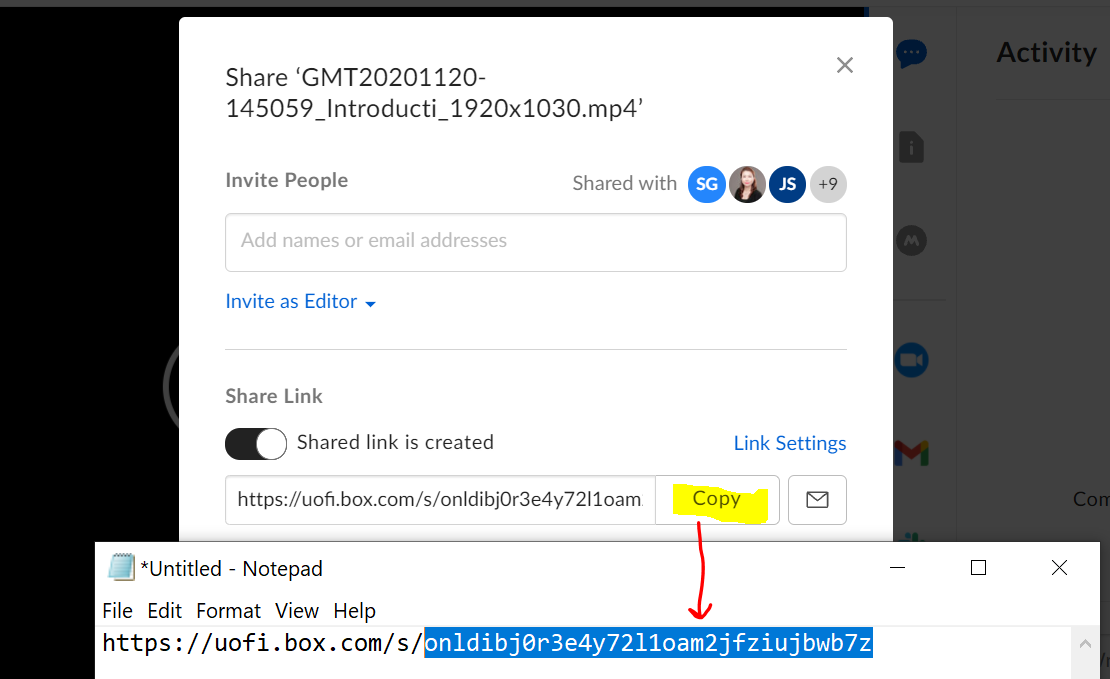 Activity
Share ‘GMT20201120-
145059_Introducti_1920x1030.mp4’
Invite People
Shared with SG JS +9
Add names or email addresses
Invite as Editor
Share Link
Shared link is created
Link Settings
https://uofi.box.com/s/onldibj0r3e4y72l1oam
Copy
Com
*Untitled - Notepad
File Edit Format View Help
https://uofi.box.com/s/onldibj0r3e4y72l1oam2jfziujbwb7z